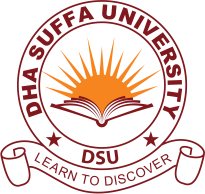 DHA SUFFA UNIVERSITY
DSU
LEARN TO DISCOVER